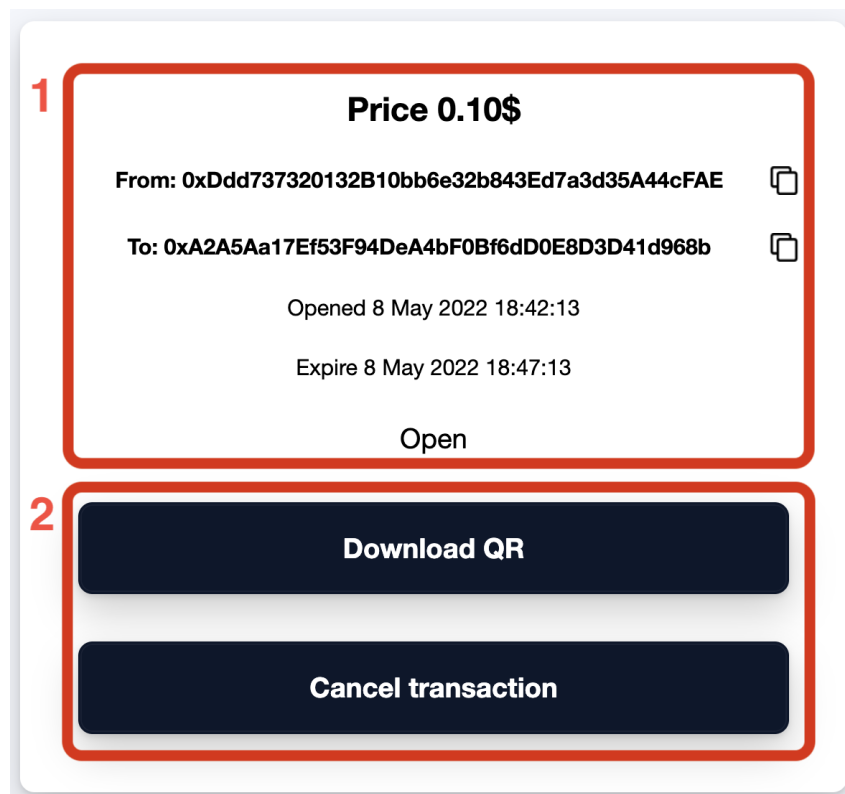 1
Price 0.10$
From: 0xDdd737320132B10bb6e32b843Ed7a3d35A44cFAE
To: 0xA2A5Aa17Ef53F94DeA4bF0Bf6dD0E8D3D41d968b
Opened 8 May 2022 18:42:13
Expire 8 May 2022 18:47:13
Open
2
Download QR
Cancel transaction